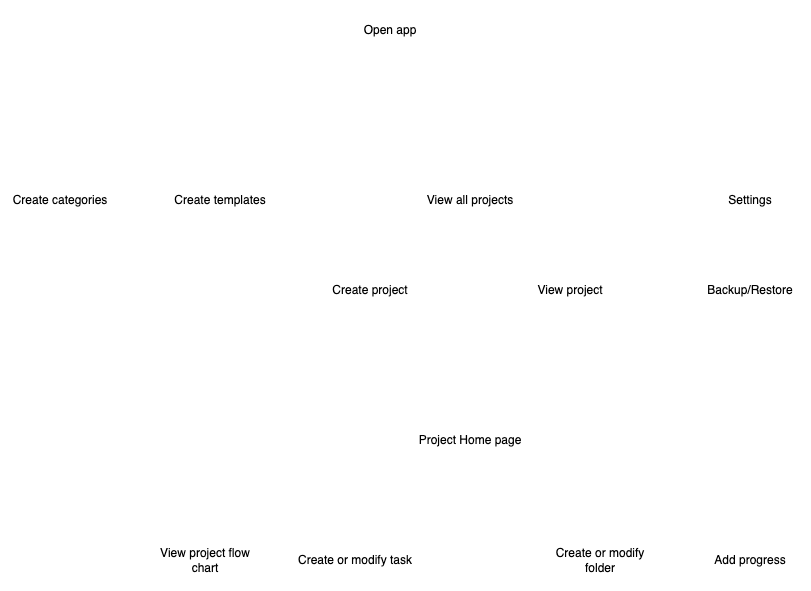 Open app
Create categories
Create templates
View all projects
Settings
Create project
View project
Backup/Restore
Project Home page
View project flow
chart
Create or modify task
Create or modify
folder
Add progress